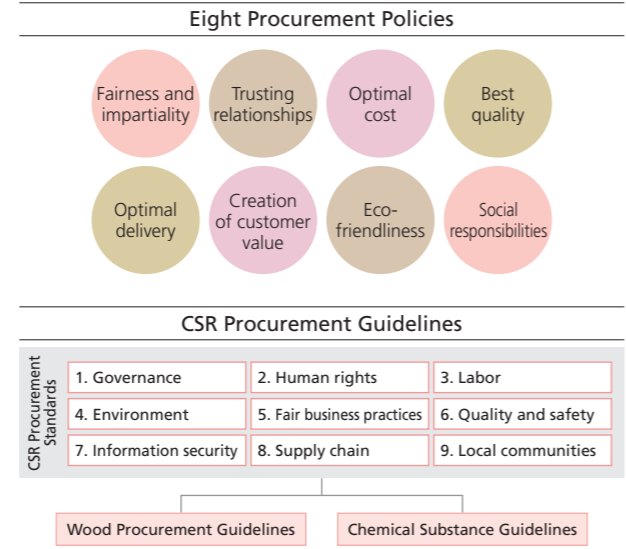 Eight Procurement Policies
Fairness and
impartiality
Trusting
relationships
Optimal
cost
Best
quality
Optimal
delivery
Creation
of customer
value
Eco-
friendliness
Social
responsibilities
CSR Procurement Guidelines
CSR Procurement
Standards
1. Governance
2. Human rights
3. Labor
4. Environment
5. Fair business practices
6. Quality and safety
7. Information security
8. Supply chain
9. Local communities
Wood Procurement Guidelines
Chemical Substance Guidelines